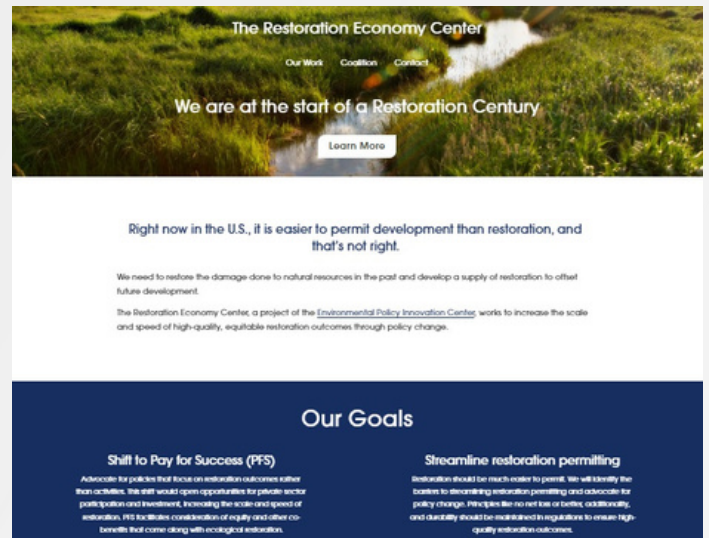 The Restoration Economy Center
Our Work Coalition Contact
We are at the start of a Restoration Century
Learn More
Right now in the U.S., it is easier to permit development than restoration, and
that's not right.
We need to restore the damage done to natural resources in the past and develop a supply of restoration to offset
future development.
The Restoration Economy Center, a project of the Environmental Policy Innovation Center, works to increase the scale
and speed of high-quality, equitable restoration outcomes through policy change.
Our Goals
Shift to Pay for Success (PFS)
Advocate for policies that focus on restoration outcomes rather
than activities. This shift would open opportunities for private sector
participation and investment, increasing the scale and speed of
restoration. PFS facilitates consideration of equity and other co-
benefits that come along with ecological restoration.
Streamline restoration permitting
Restoration should be much easier to permit. We will identify the
barriers to streamlining restoration permitting and advocate for
policy change. Principles like no net loss or better, additionality,
and durability should be maintained in regulations to ensure high-
quality restoration outcomes.